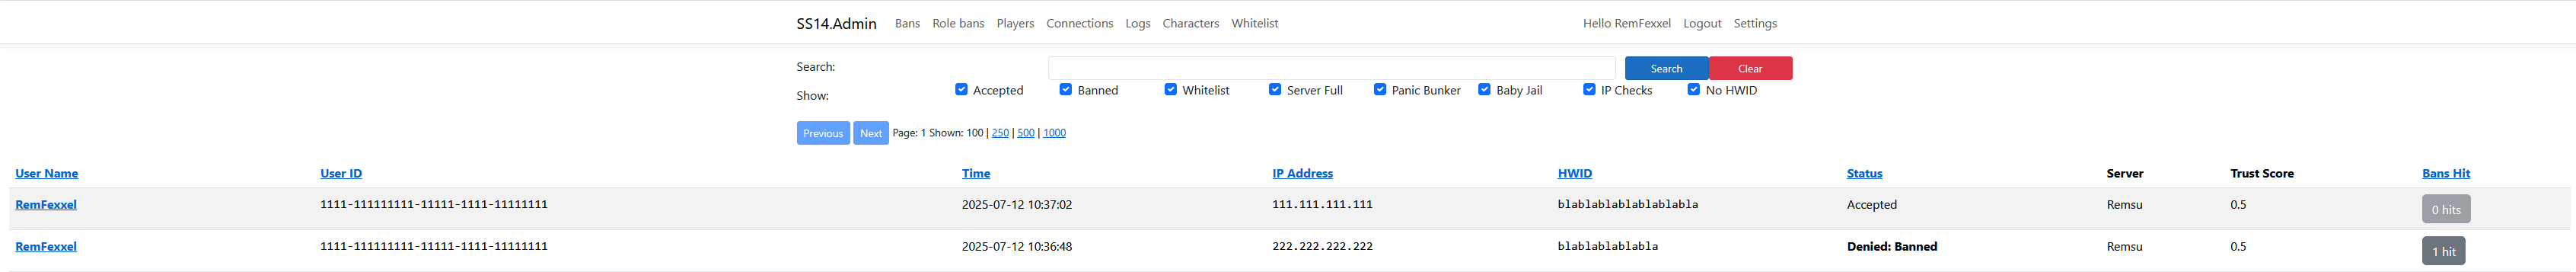 SS14.Admin Bans Role bans Players Connections Logs Characters Whitelist Hello RemFexxel Logout Settings
Search: Search Clear
Show: Accepted Banned Whitelist Server Full Panic Bunker Baby Jail IP Checks No HWID
Previous Next Page: 1 Shown: 100 | 250 | 500 | 1000
User Name User ID Time IP Address HWID Status Server Trust Score Bans Hit
RemFexxel 1111-111111111-11111-1111-11111111 2025-07-12 10:37:02 111.111.111.111 blablablablablablabla Accepted Remsu 0.5 0 hits
RemFexxel 1111-111111111-11111-1111-11111111 2025-07-12 10:36:48 222.222.222.222 blablablablabla Denied: Banned Remsu 0.5 1 hit